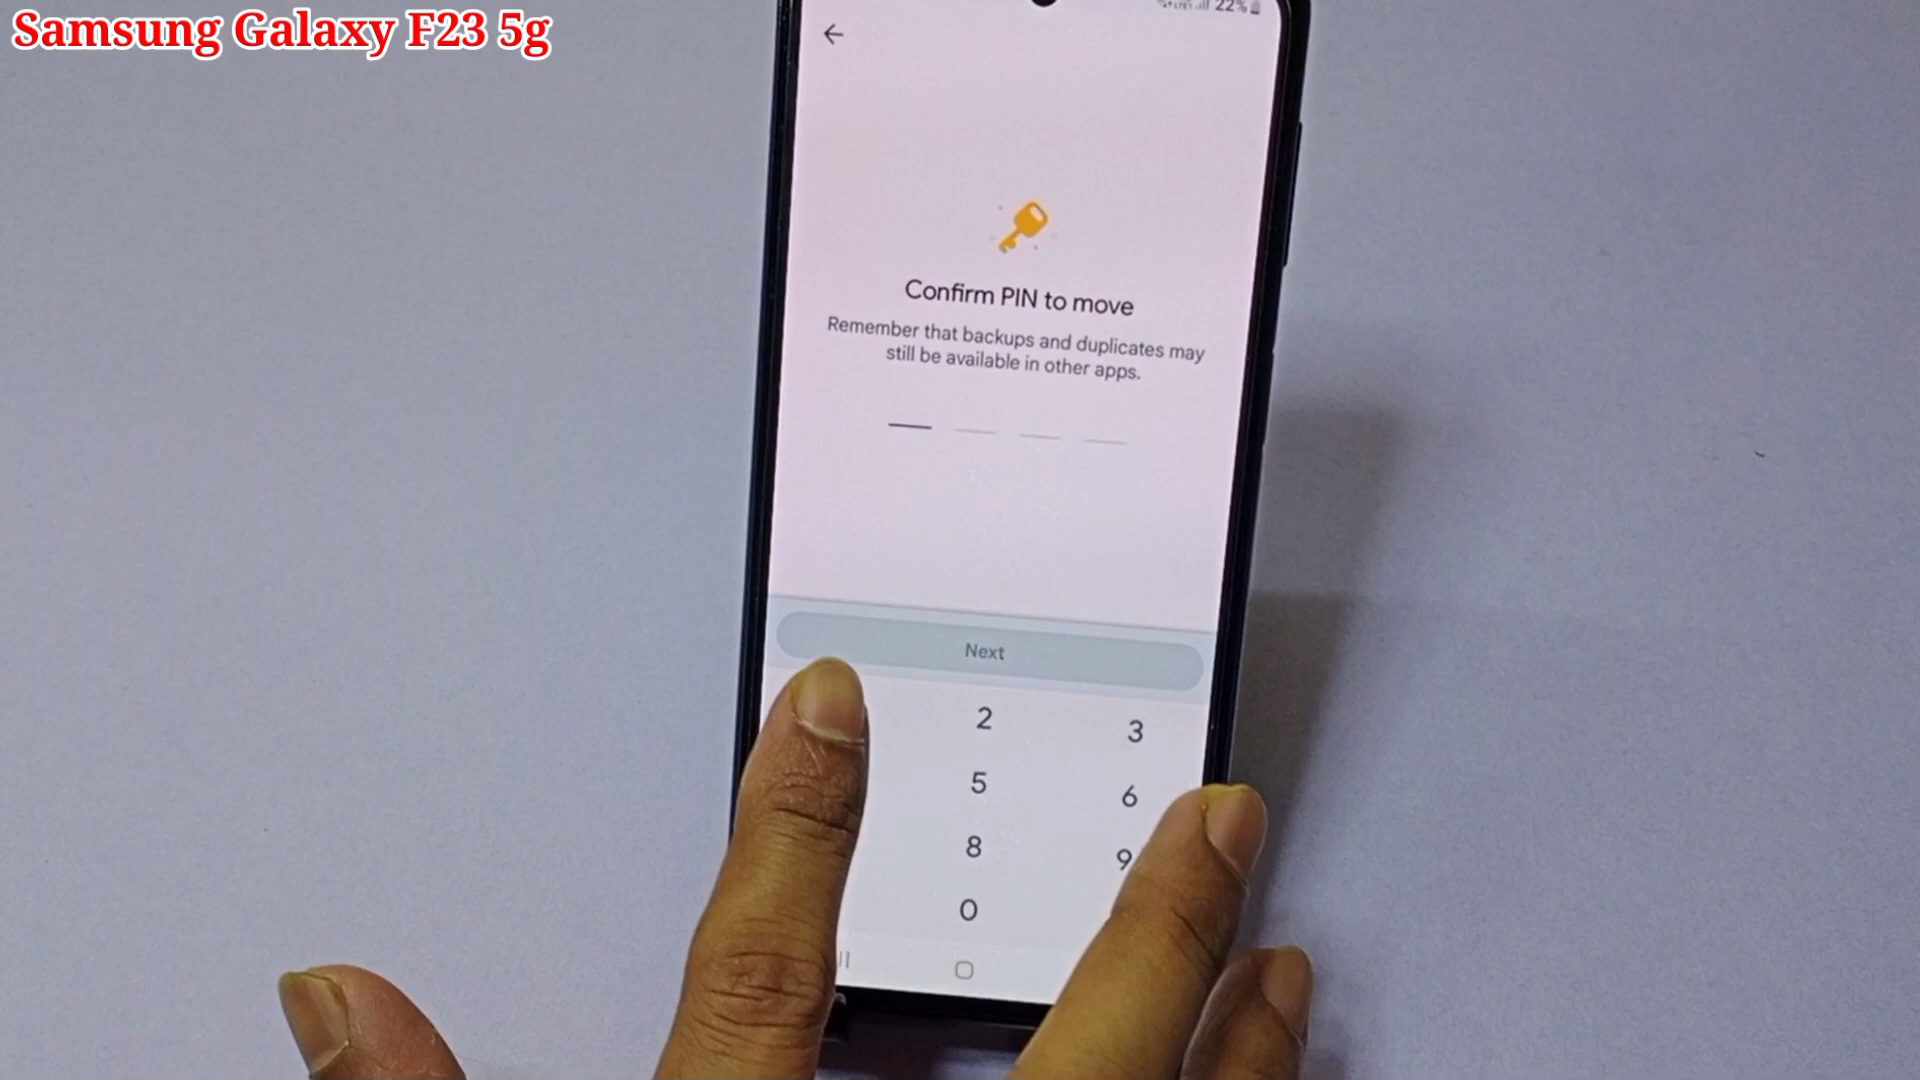 Samsung Galaxy F23 5g
22%
Confirm PIN to move
Remember that backups and duplicates may
still be available in other apps.
Next
2 3
5 6
8 9
0